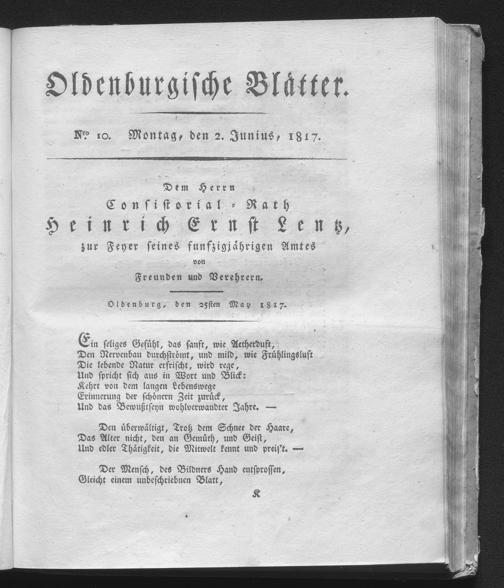 Oldenburgische Blätter.
Nro 10. Montag, den 2. Junius, 1817.
Dem Herrn
Consistorial-Rath
Heinrich Ernst Lentz,
zur Feyer seines funfzigjährigen Amtes
von
Freunden und Verehrern.
Oldenburg, den 25sten May 1817.
Ein seliges Gefühl, das sanft, wie Aetherduft,
Den Nervenbau durchströmt, und mild, wie Frühlingsluft
Die lebende Natur erfrischt, wird rege,
Und spricht sich aus in Wort und Blick:
Kehrt von dem langen Lebenswege
Erinnerung der schönern Zeit zurück,
Und das Bewußtseyn wohlverwandter Jahre. —
Den überwältigt, Trotz dem Schnee der Haare,
Das Alter nicht, den an Gemüth, und Geist,
Und edler Thätigkeit, die Mitwelt kennt und preis't. —
Der Mensch, des Bildners Hand entsprossen,
Gleicht einem unbeschriebnen Blatt,
K